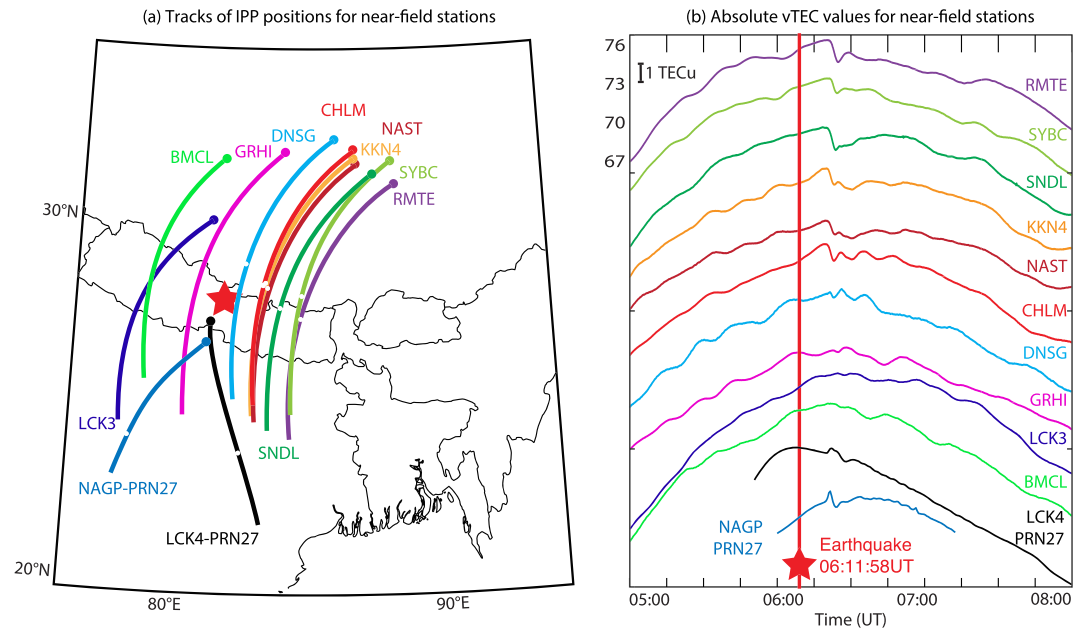 (a) Tracks of IPP positions for near-field stations
CHLM
NAST
DNSG
KKN4
BMCL
GRHI
SYBC
RMTE
30°N
LCK3
SNDL
NAGP-PRN27
LCK4-PRN27
20°N
80°E
90°E
(b) Absolute vTEC values for near-field stations
76
1 TECu
73
70
67
RMTE
SYBC
SNDL
KKN4
NAST
CHLM
DNSG
GRHI
LCK3
BMCL
LCK4
PRN27
NAGP
PRN27
Earthquake
06:11:58UT
05:00
06:00
07:00
08:00
Time (UT)